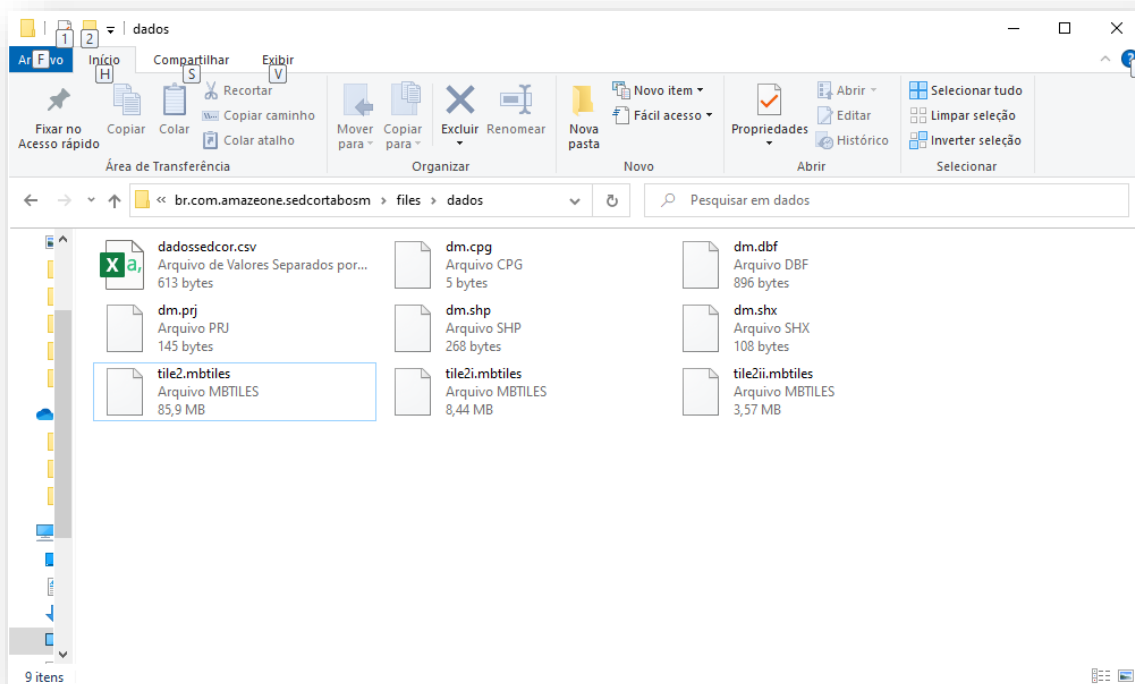 1 2 dados
Ar F vo Início Compartilhar Exibir
H S V
Fixar no
Acesso rápido
Copiar
Colar
Recortar
Copiar caminho
Colar atalho
Área de Transferência
Mover
para
Copiar
para
Excluir
Renomear
Organizar
Nova
pasta
Novo item
Fácil acesso
Novo
Propriedades
Abrir
Editar
Histórico
Abrir
Selecionar tudo
Limpar seleção
Inverter seleção
Selecionar
« br.com.amazeone.sedcortabosm › files › dados
Pesquisar em dados
dadossedcor.csv
Arquivo de Valores Separados por...
613 bytes
dm.cpg
Arquivo CPG
5 bytes
dm.dbf
Arquivo DBF
896 bytes
dm.prj
Arquivo PRJ
145 bytes
dm.shp
Arquivo SHP
268 bytes
dm.shx
Arquivo SHX
108 bytes
tile2.mbtiles
Arquivo MBTILES
85,9 MB
tile2i.mbtiles
Arquivo MBTILES
8,44 MB
tile2ii.mbtiles
Arquivo MBTILES
3,57 MB
9 itens